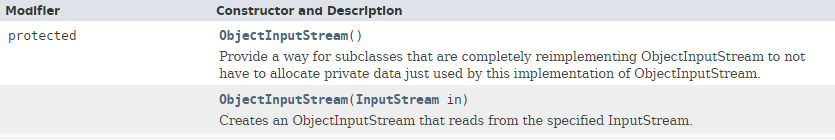 Modifier Constructor and Description
protected ObjectInputStream()
Provide a way for subclasses that are completely reimplementing ObjectInputStream to not
have to allocate private data just used by this implementation of ObjectInputStream.
ObjectInputStream(InputStream in)
Creates an ObjectInputStream that reads from the specified InputStream.